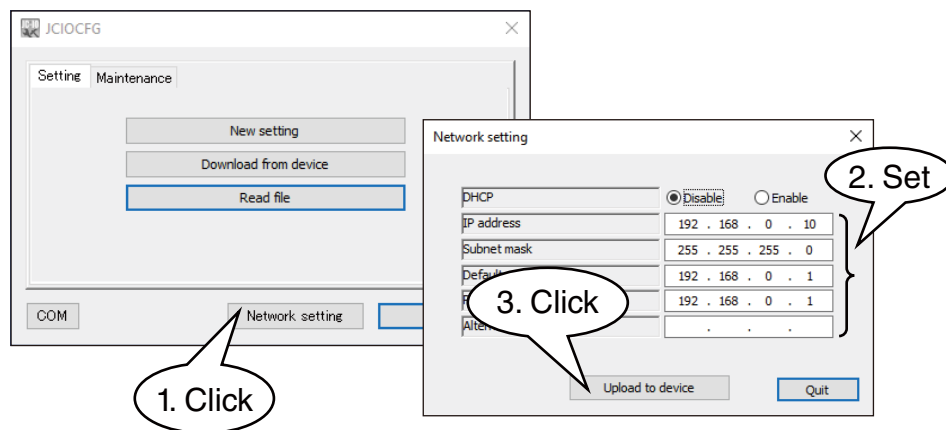 JCIOCFG
Setting Maintenance
New setting
Download from device
Read file
COM
Network setting
1. Click
Network setting
DHCP Disable Enable
IP address 192 . 168 . 0 . 10
Subnet mask 255 . 255 . 255 . 0
Default 192 . 168 . 0 . 1
192 . 168 . 0 . 1
. . .
2. Set
3. Click
Upload to device Quit